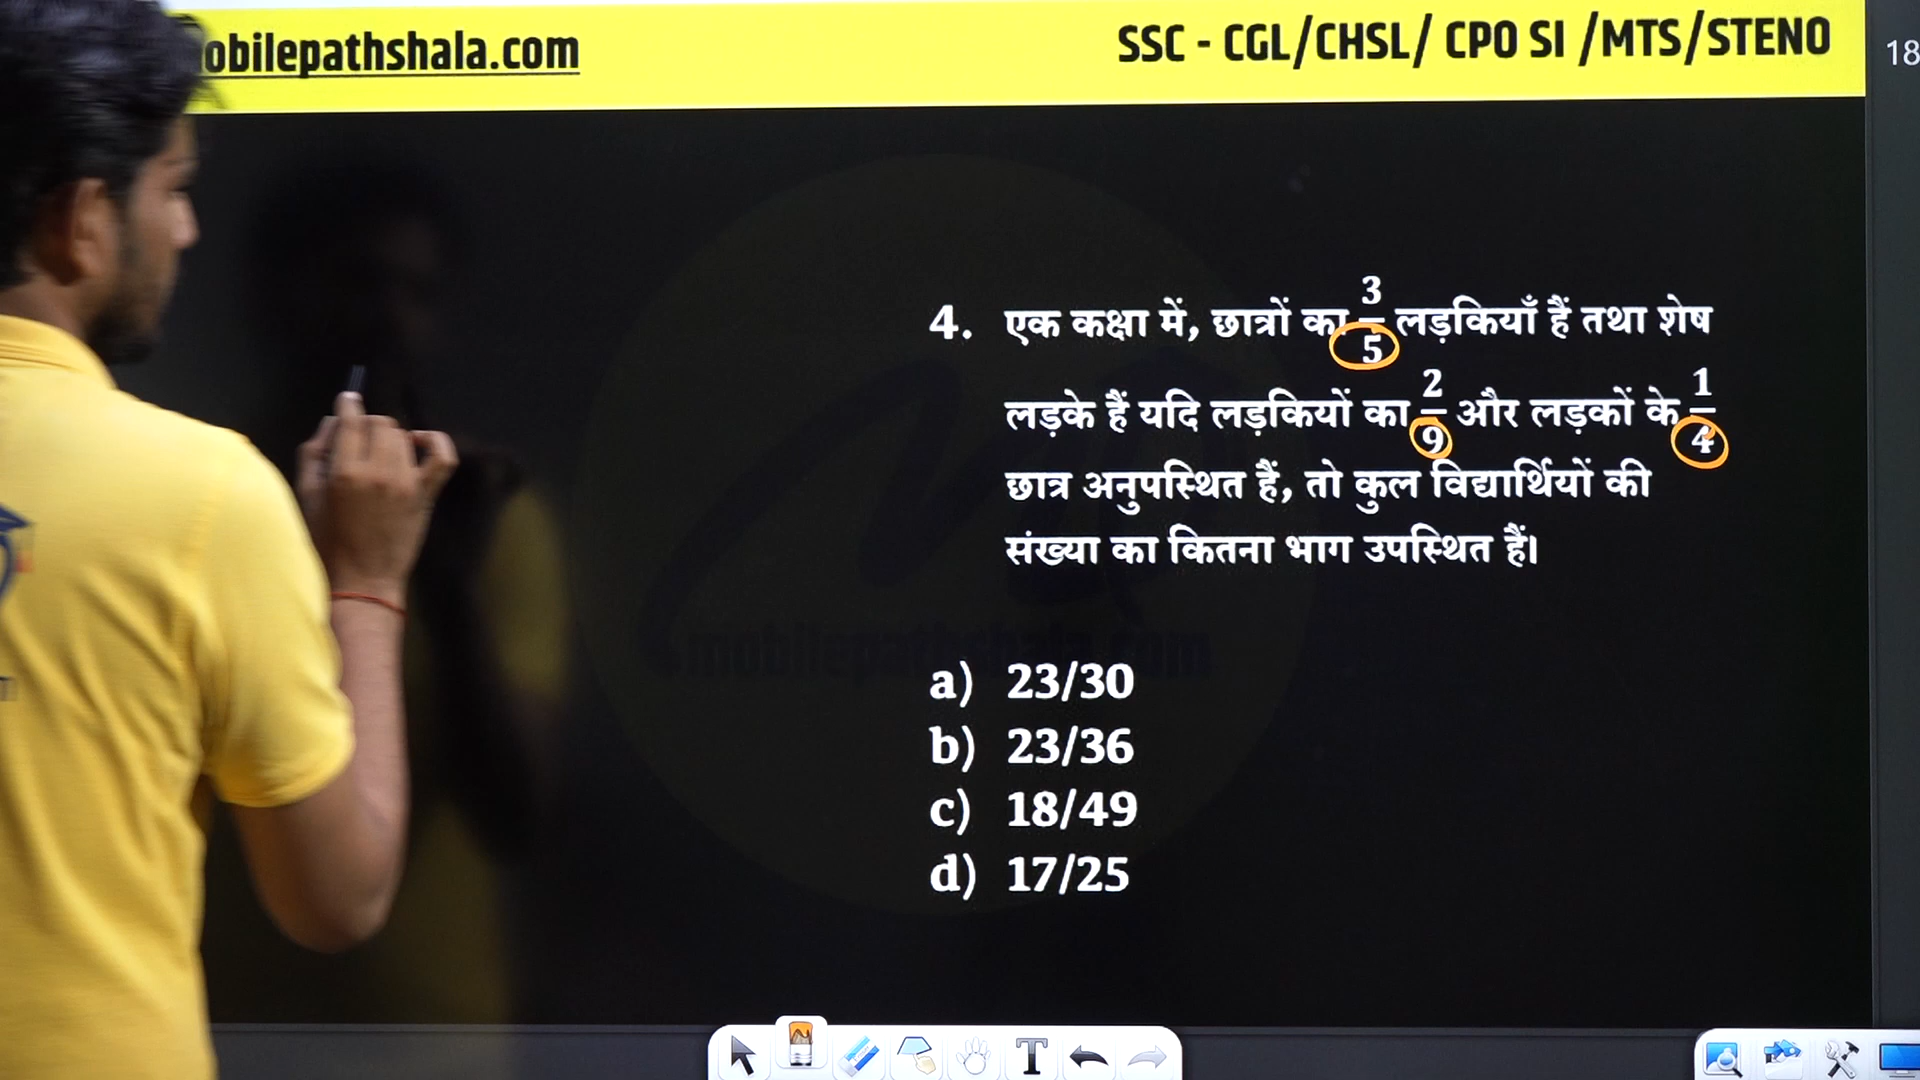 obilepathshala.com
SSC - CGL/CHSL/ CPO SI /MTS/STENO
18
4. एक कक्षा में, छात्रों का 3/5 लड़कियाँ हैं तथा शेष
लड़के हैं यदि लड़कियों का 2/9 और लड़कों के 1/4
छात्र अनुपस्थित हैं, तो कुल विद्यार्थियों की
संख्या का कितना भाग उपस्थित हैं।
mobilepathshala.com
a) 23/30
b) 23/36
c) 18/49
d) 17/25
T